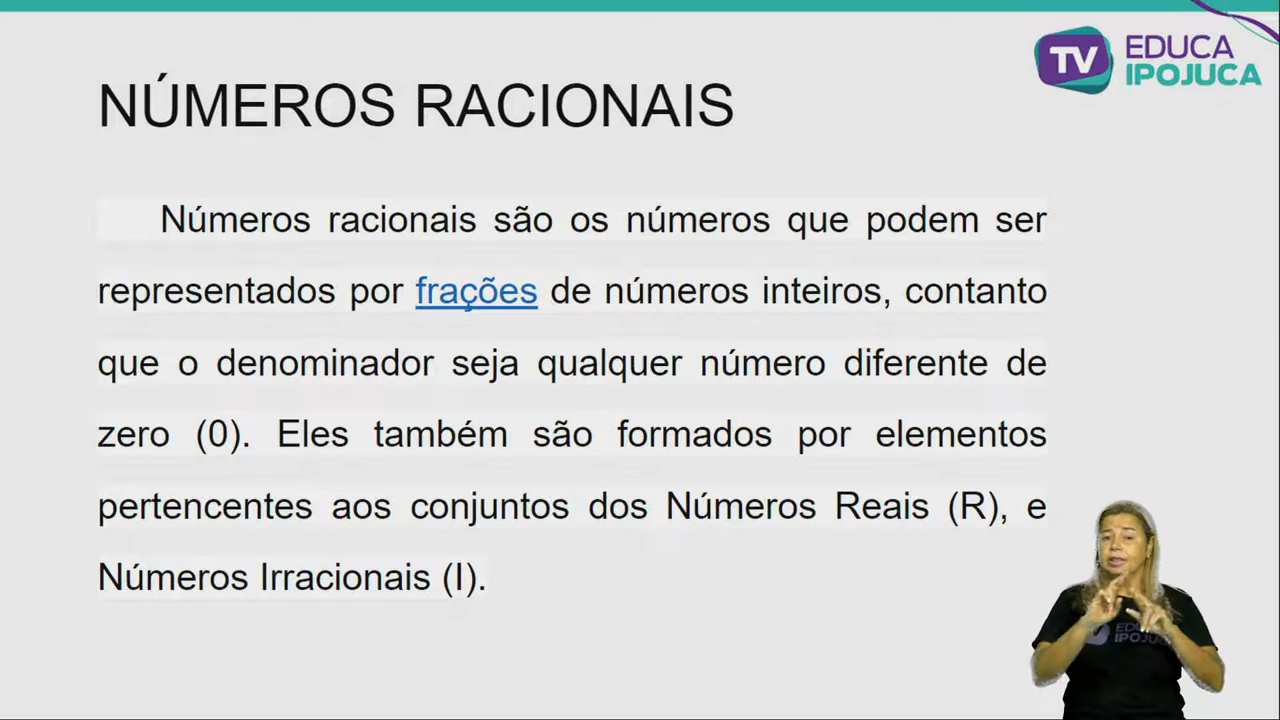 TV EDUCA
IPOJUCA
NÚMEROS RACIONAIS
Números racionais são os números que podem ser
representados por frações de números inteiros, contanto
que o denominador seja qualquer número diferente de
zero (0). Eles também são formados por elementos
pertencentes aos conjuntos dos Números Reais (R), e
Números Irracionais (I).
EDUCA
IPOJUCA